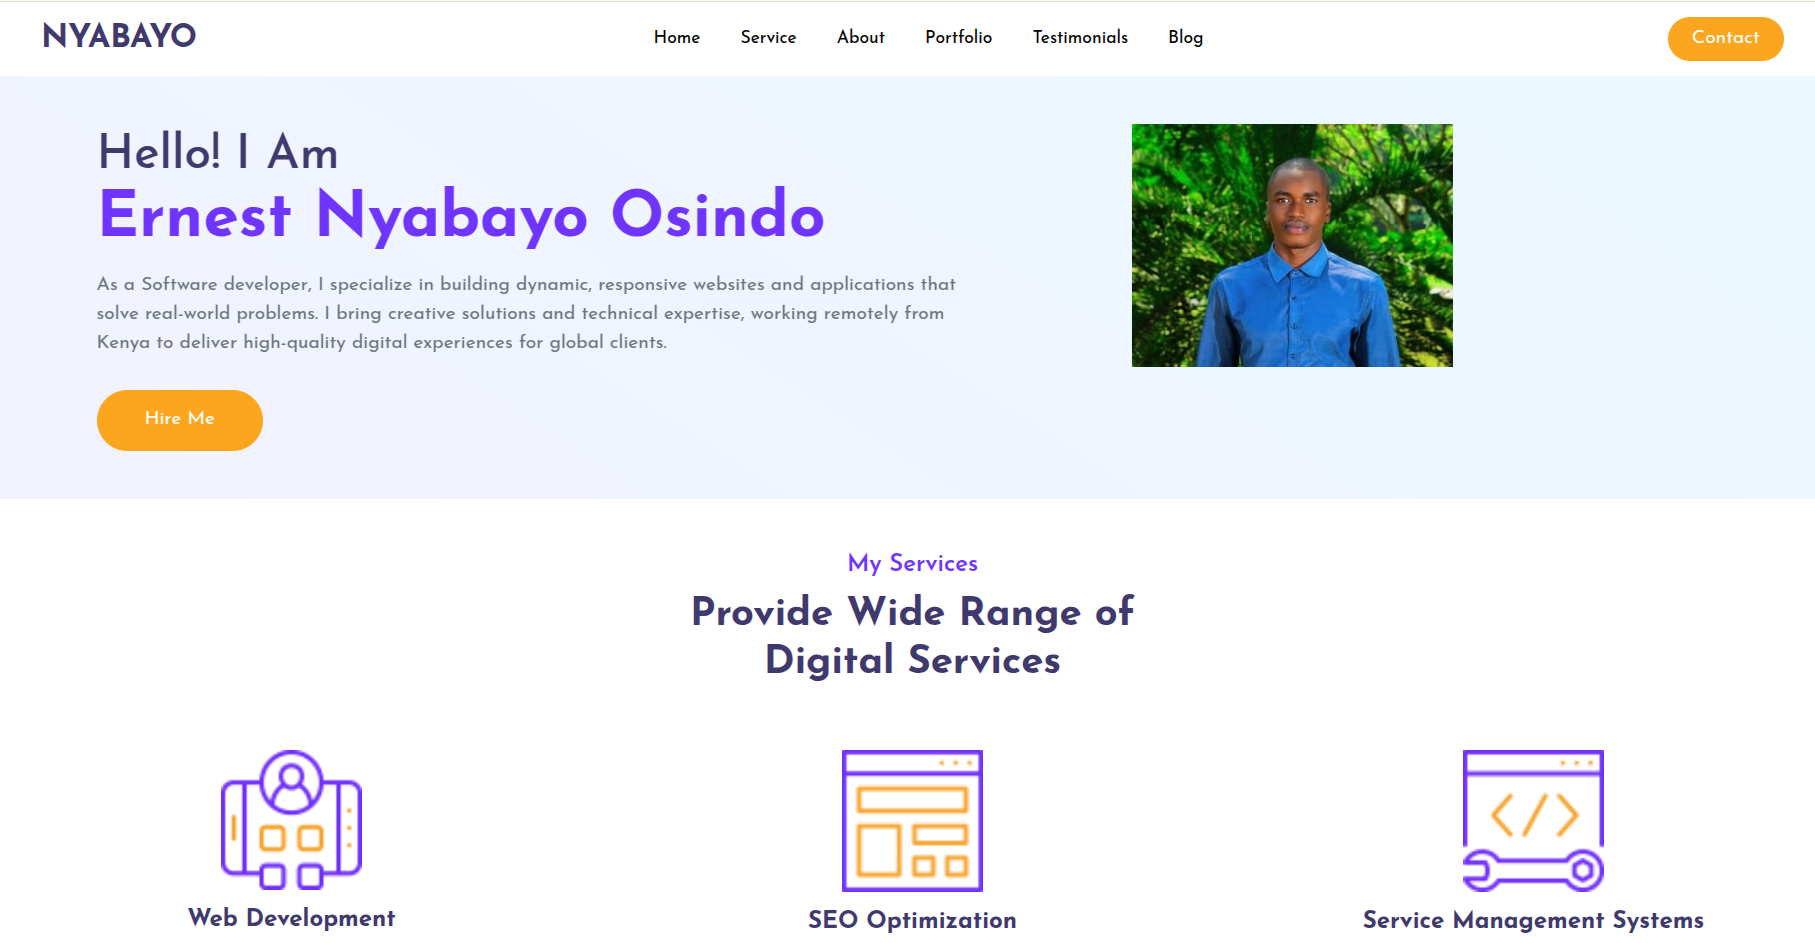 NYABAYO
Home Service About Portfolio Testimonials Blog
Contact
Hello! I Am
Ernest Nyabayo Osindo
As a Software developer, I specialize in building dynamic, responsive websites and applications that
solve real-world problems. I bring creative solutions and technical expertise, working remotely from
Kenya to deliver high-quality digital experiences for global clients.
Hire Me
My Services
Provide Wide Range of
Digital Services
Web Development
SEO Optimization
Service Management Systems